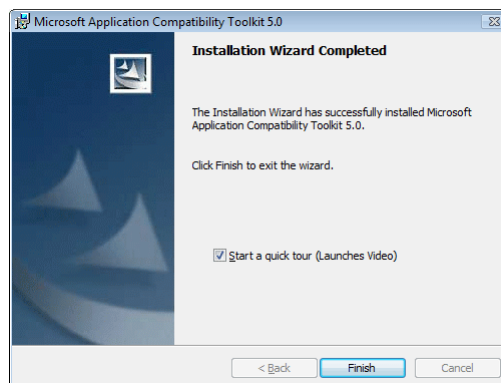 Microsoft Application Compatibility Toolkit 5.0
Installation Wizard Completed
The Installation Wizard has successfully installed Microsoft
Application Compatibility Toolkit 5.0.
Click Finish to exit the wizard.
Start a quick tour (Launches Video)
< Back Finish Cancel